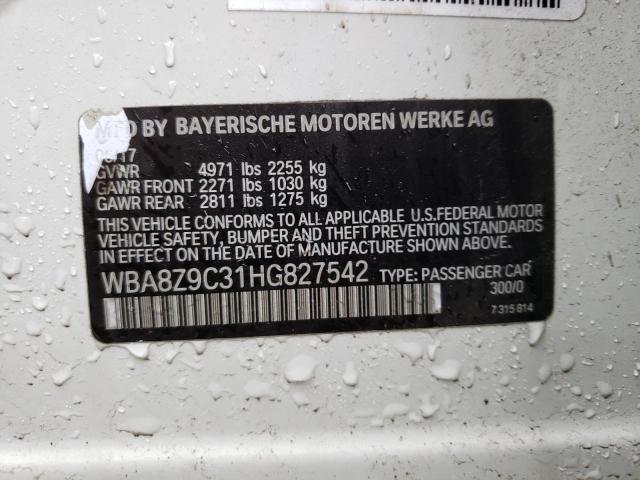 MFD BY BAYERISCHE MOTOREN WERKE AG
GVWR 4971 lbs 2255 kg
GAWR FRONT 2271 lbs 1030 kg
GAWR REAR 2811 lbs 1275 kg
THIS VEHICLE CONFORMS TO ALL APPLICABLE U.S.FEDERAL MOTOR
VEHICLE SAFETY, BUMPER AND THEFT PREVENTION STANDARDS
IN EFFECT ON THE DATE OF MANUFACTURE SHOWN ABOVE.
WBA8Z9C31HG827542 TYPE: PASSENGER CAR
300/0
7 315 814